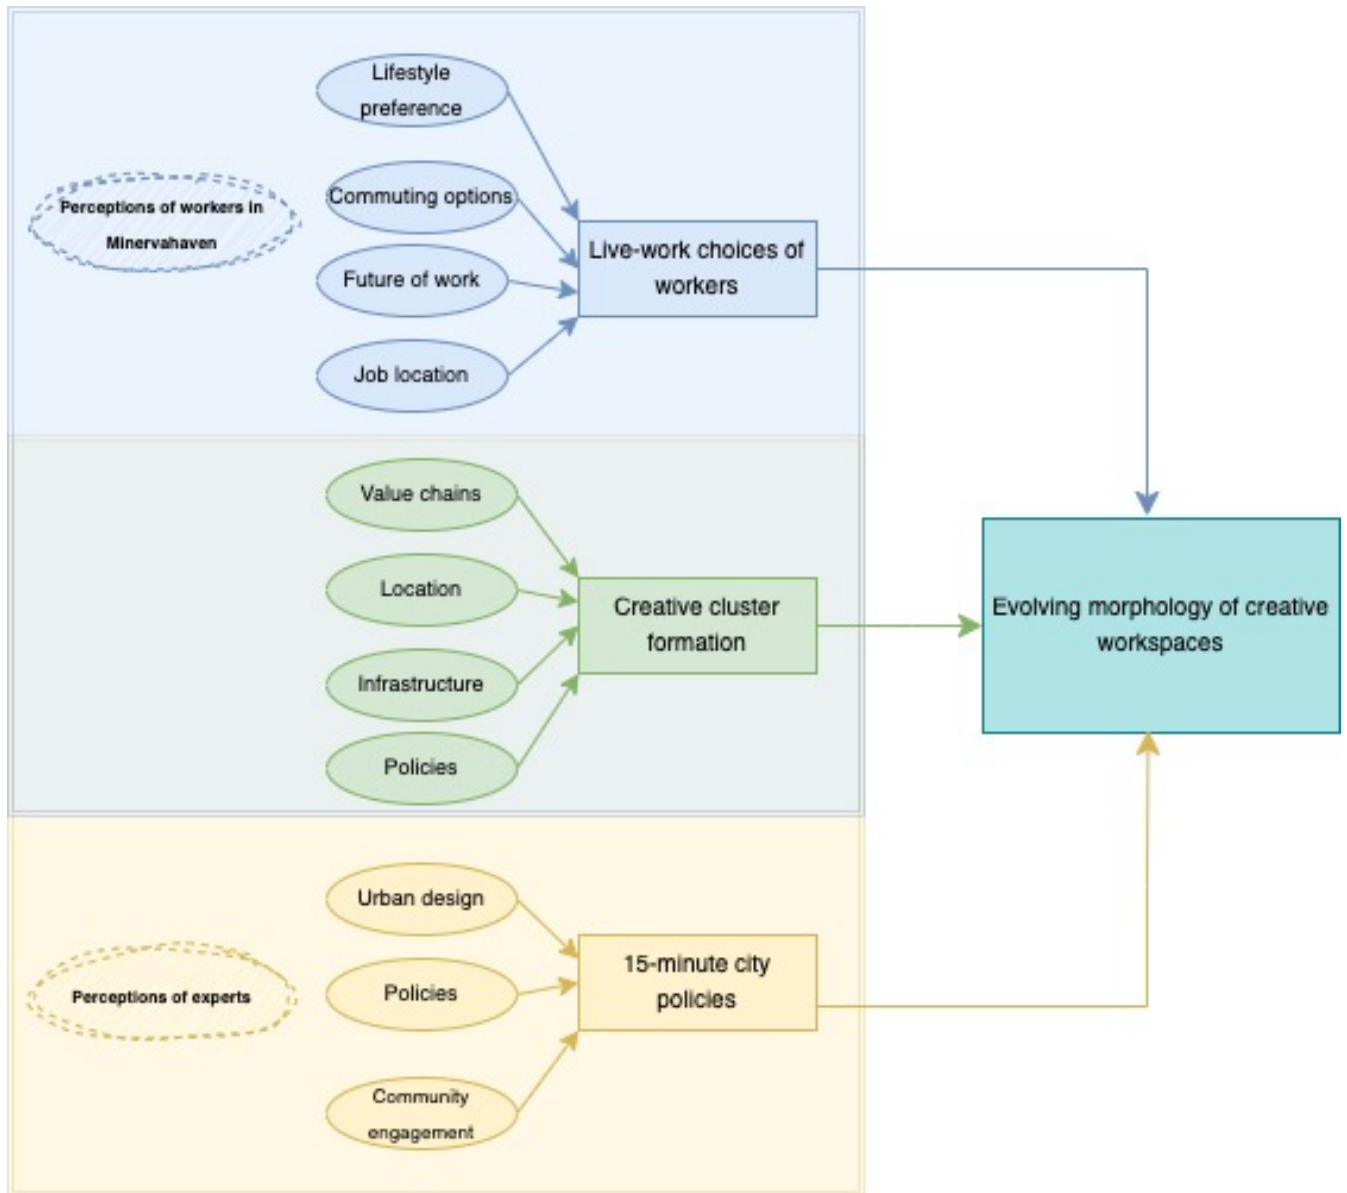 Lifestyle
preference
Perceptions of workers in
Minervahaven
Commuting options
Future of work
Job location
Live-work choices of
workers
Value chains
Location
Infrastructure
Policies
Creative cluster
formation
Evolving morphology of creative
workspaces
Urban design
Policies
Community
engagement
Perceptions of experts
15-minute city
policies